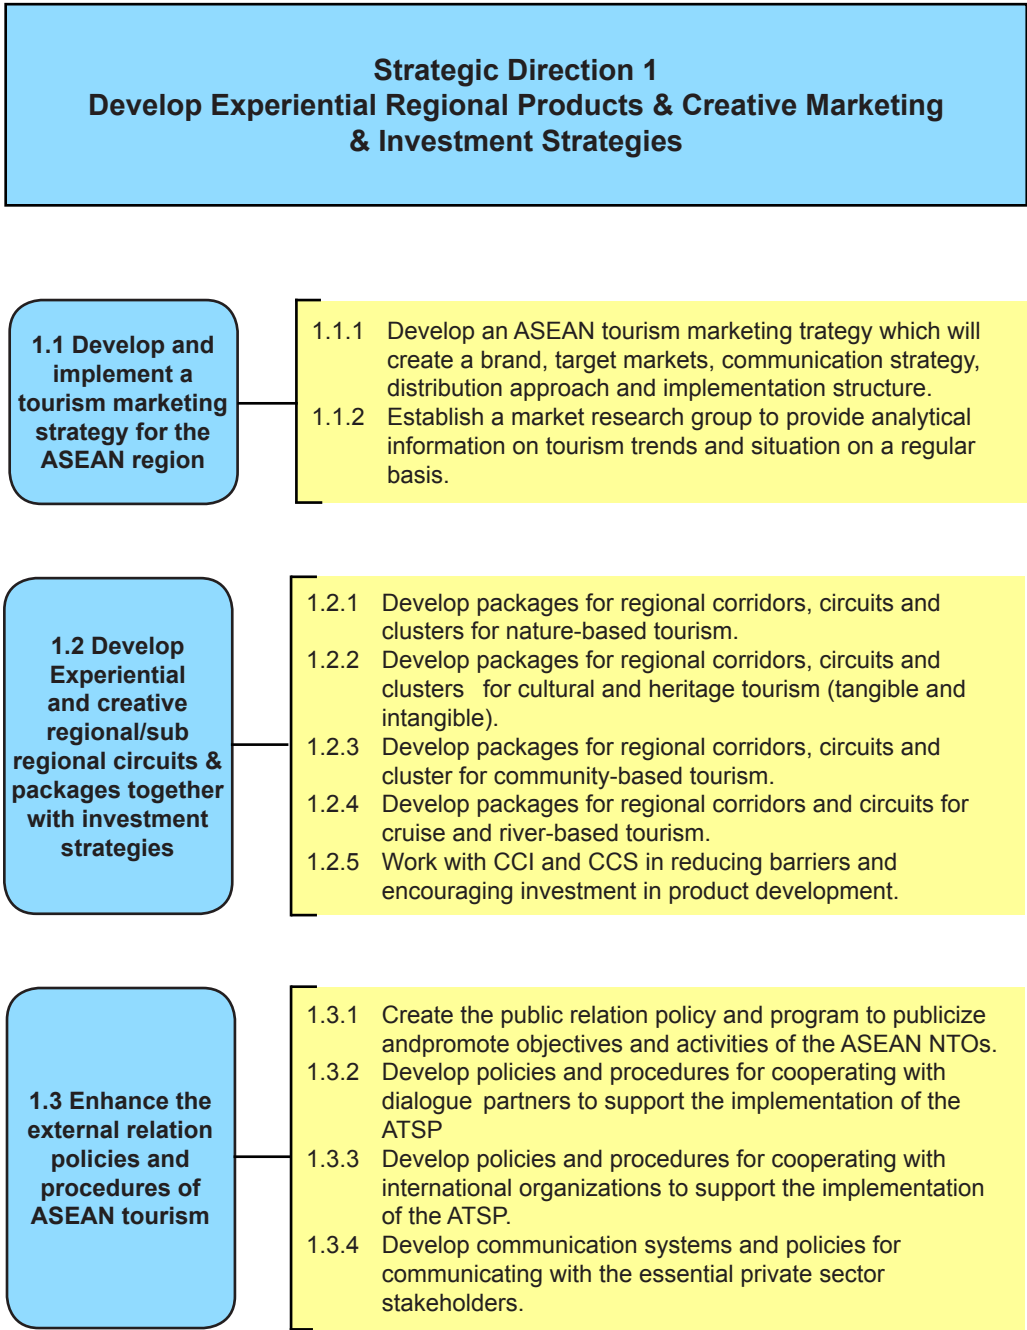 Strategic Direction 1
Develop Experiential Regional Products & Creative Marketing
& Investment Strategies
1.1 Develop and
implement a
tourism marketing
strategy for the
ASEAN region
1.1.1 Develop an ASEAN tourism marketing trategy which will
create a brand, target markets, communication strategy,
distribution approach and implementation structure.
1.1.2 Establish a market research group to provide analytical
information on tourism trends and situation on a regular
basis.
1.2 Develop
Experiential
and creative
regional/sub
regional circuits &
packages together
with investment
strategies
1.2.1 Develop packages for regional corridors, circuits and
clusters for nature-based tourism.
1.2.2 Develop packages for regional corridors, circuits and
clusters for cultural and heritage tourism (tangible and
intangible).
1.2.3 Develop packages for regional corridors, circuits and
cluster for community-based tourism.
1.2.4 Develop packages for regional corridors and circuits for
cruise and river-based tourism.
1.2.5 Work with CCI and CCS in reducing barriers and
encouraging investment in product development.
1.3 Enhance the
external relation
policies and
procedures of
ASEAN tourism
1.3.1 Create the public relation policy and program to publicize
andpromote objectives and activities of the ASEAN NTOs.
1.3.2 Develop policies and procedures for cooperating with
dialogue partners to support the implementation of the
ATSP
1.3.3 Develop policies and procedures for cooperating with
international organizations to support the implementation
of the ATSP.
1.3.4 Develop communication systems and policies for
communicating with the essential private sector
stakeholders.